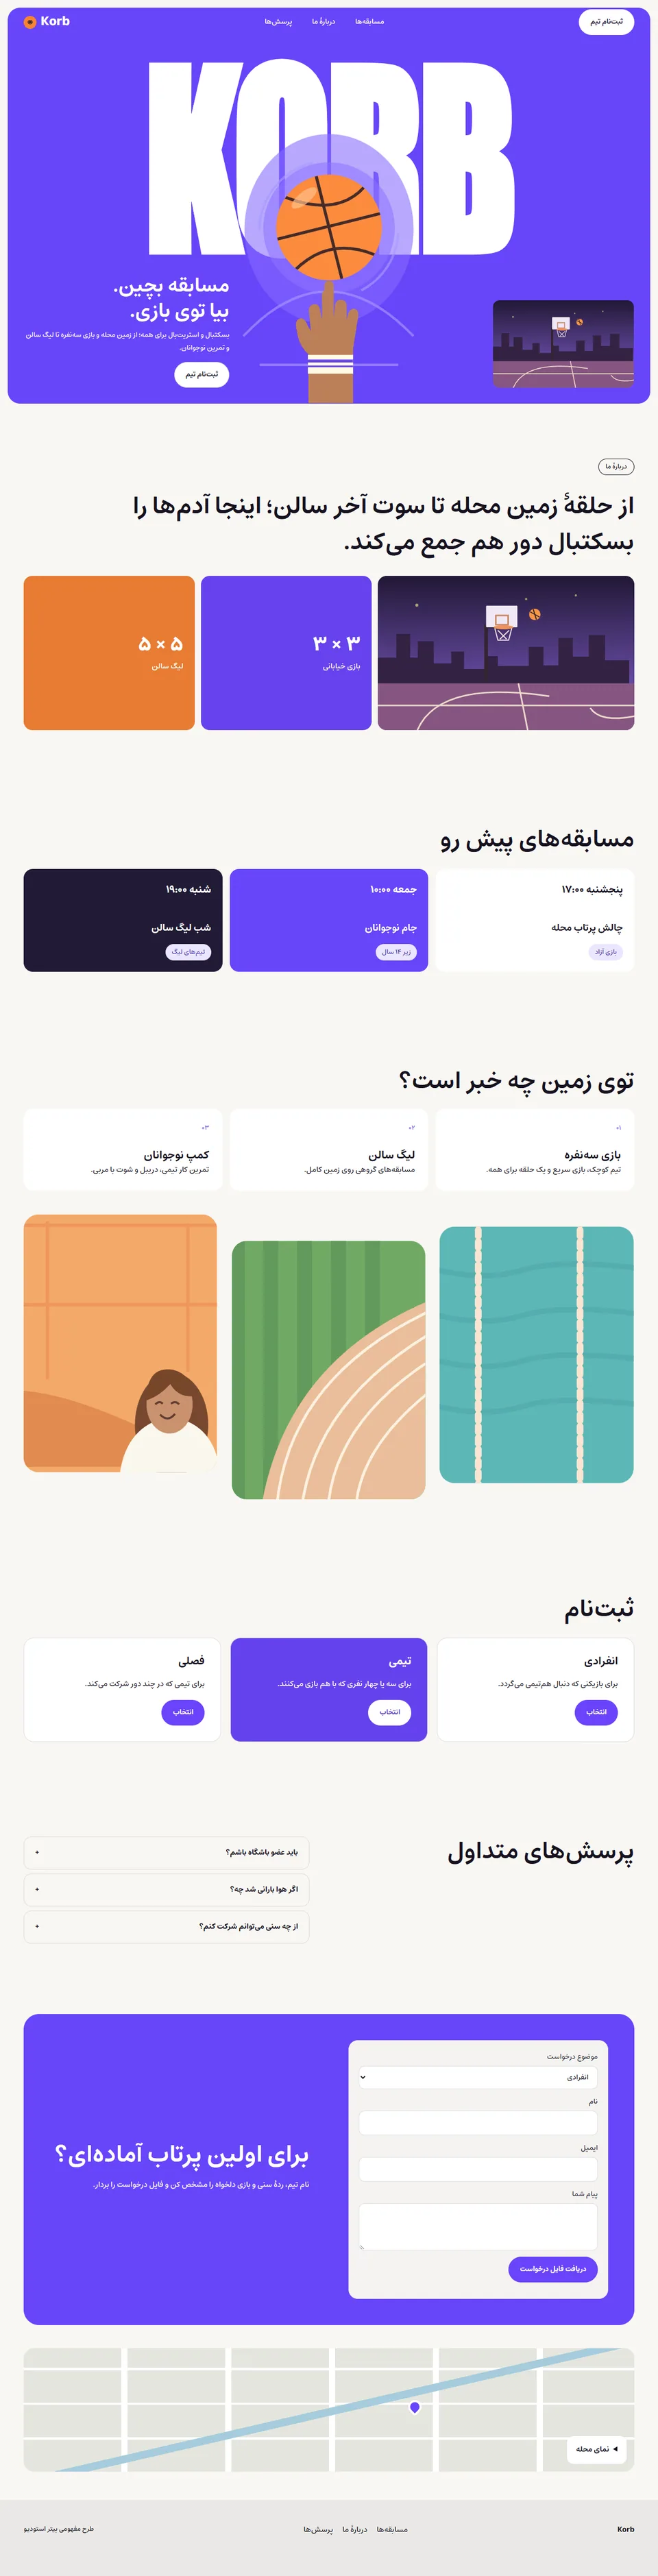 Korb
مسابقه‌ها
دربارهٔ ما
پرسش‌ها
ثبت‌نام تیم
KORB
مسابقه بچین.
بیا توی بازی.
بسکتبال و استریت‌بال برای همه؛ از زمین محله و بازی سه‌نفره تا لیگ سالن
و تمرین نوجوانان.
ثبت‌نام تیم
دربارهٔ ما
از حلقهٔ زمین محله تا سوت آخر سالن؛ اینجا آدم‌ها را
بسکتبال دور هم جمع می‌کند.
۳ × ۳
بازی خیابانی
۵ × ۵
لیگ سالن
مسابقه‌های پیش رو
پنجشنبه ۱۷:۰۰
چالش پرتاب محله
بازی آزاد
جمعه ۱۰:۰۰
جام نوجوانان
زیر ۱۴ سال
شنبه ۱۹:۰۰
شب لیگ سالن
تیم‌های لیگ
توی زمین چه خبر است؟
۰۱
بازی سه‌نفره
تیم کوچک، بازی سریع و یک حلقه برای همه.
۰۲
لیگ سالن
مسابقه‌های گروهی روی زمین کامل.
۰۳
کمپ نوجوانان
تمرین کار تیمی، دریبل و شوت با مربی.
ثبت‌نام
انفرادی
برای بازیکنی که دنبال هم‌تیمی می‌گردد.
انتخاب
تیمی
برای سه یا چهار نفری که با هم بازی می‌کنند.
انتخاب
فصلی
برای تیمی که در چند دور شرکت می‌کند.
انتخاب
پرسش‌های متداول
باید عضو باشگاه باشم؟
+
اگر هوا بارانی شد چه؟
+
از چه سنی می‌توانم شرکت کنم؟
+
موضوع درخواست
انفرادی
نام
ایمیل
پیام شما
دریافت فایل درخواست
برای اولین پرتاب آماده‌ای؟
نام تیم، ردهٔ سنی و بازی دلخواه را مشخص کن و فایل درخواست را بردار.
نمای محله
Korb
مسابقه‌ها
دربارهٔ ما
پرسش‌ها
طرح مفهومی بیتر استودیو